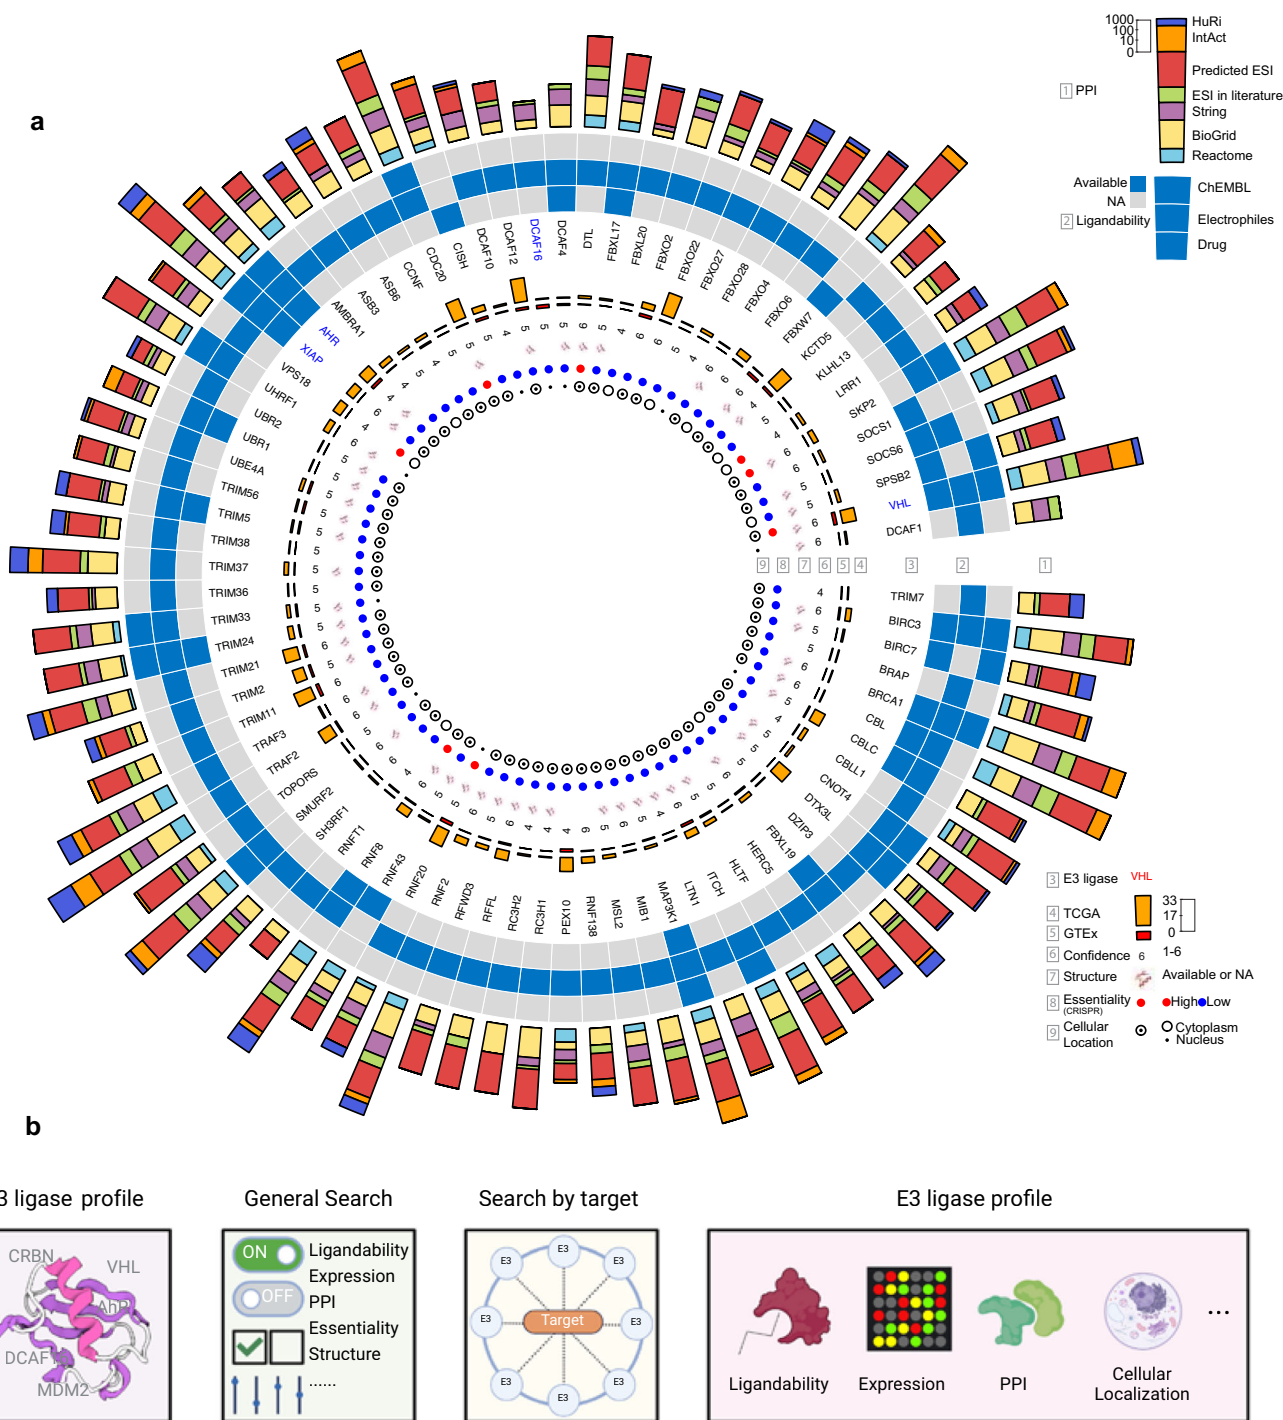 a
1000
100
10
0
HuRi
IntAct
Predicted ESI
ESI in literature
String
BioGrid
Reactome
1 PPI
Available
NA
2 Ligandability
ChEMBL
Electrophiles
Drug
AMBRA1
ASB3
ASB6
CCNF
CDC20
CISH
DCAF10
DCAF12
DCAF16
DCAF4
DTL
FBXL17
FBXL20
FBXO2
FBXO22
FBXO27
FBXO28
FBXO4
FBXO6
FBXW7
KCTD5
KLHL13
LRR1
SKP2
SOCS1
SOCS6
SPSB2
VHL
DCAF1
9 8 7 6 5 4 3 2 1
TRIM7
BIRC3
BIRC7
BRAP
BRCA1
CBL
CBLC
CBLL1
CNOT4
DTX3L
DZIP3
FBXL19
HERC5
HLTF
ITCH
LTN1
MAP3K1
MIB1
MSL2
RNF138
PEX10
RC3H1
RC3H2
RFFL
RFWD3
RNF2
RNF20
RNF43
RNF8
RNFT1
SH3RF1
SMURF2
TOPORS
TRAF2
TRAF3
TRIM11
TRIM2
TRIM21
TRIM24
TRIM33
TRIM36
TRIM37
TRIM38
TRIM5
TRIM56
UBE4A
UBR1
UBR2
UHRF1
VPS18
XIAP
AHR
3 E3 ligase VHL
4 TCGA
5 GTEx
33
17
0
6 Confidence 6 1-6
7 Structure Available or NA
8 Essentiality
(CRISPR)
High Low
9 Cellular
Location
Cytoplasm
Nucleus
b
3 ligase profile
CRBN
VHL
AhR
DCAF1
MDM2
General Search
ON
OFF
Ligandability
Expression
PPI
Essentiality
Structure
......
Search by target
E3
E3
E3
E3
Target
E3
E3
E3
E3
E3 ligase profile
...
Ligandability
Expression
PPI
Cellular
Localization